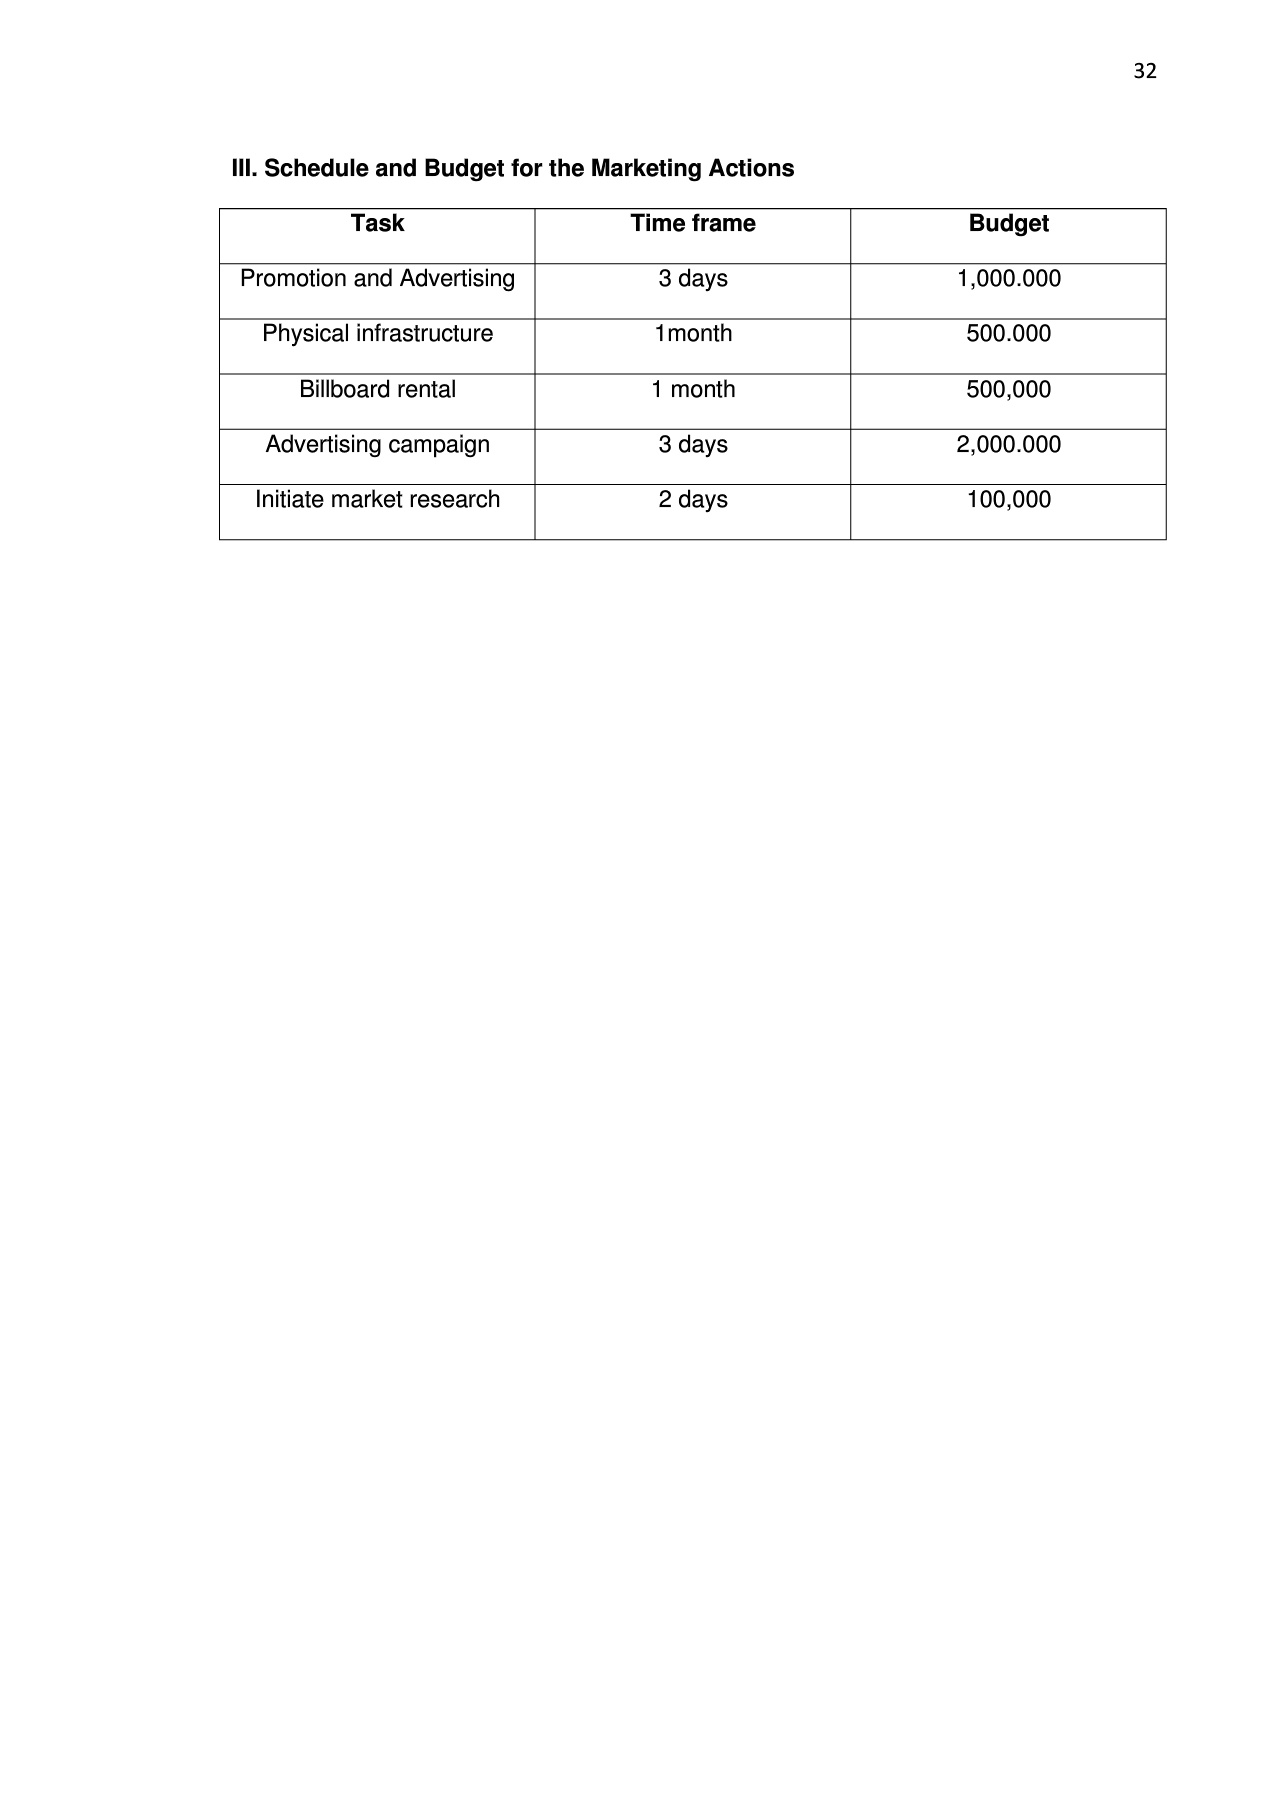 32
III. Schedule and Budget for the Marketing Actions
Task Time frame Budget
Promotion and Advertising 3 days 1,000.000
Physical infrastructure 1month 500.000
Billboard rental 1 month 500,000
Advertising campaign 3 days 2,000.000
Initiate market research 2 days 100,000